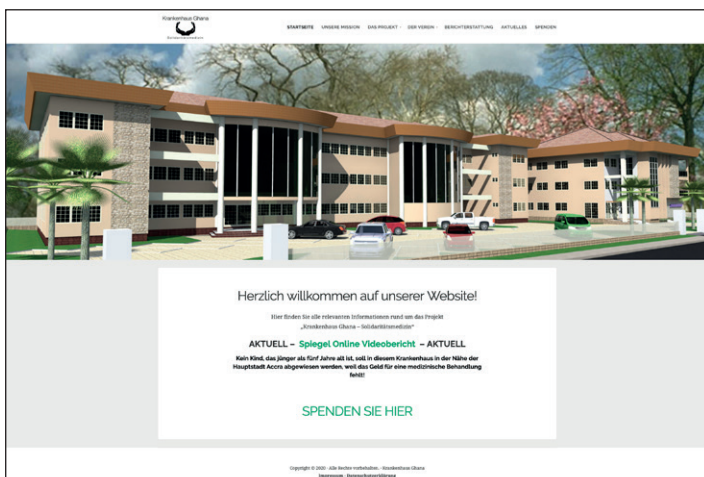 Krankenhaus Ghana
STARTSEITE UNSERE MISSION DAS PROJEKT DER VEREIN BERICHTERSTATTUNG AKTUELLES SPENDEN
Herzlich willkommen auf unserer Website!
Hier finden Sie alle relevanten Informationen rund um das Projekt
„Krankenhaus Ghana – Solidaritätsmedizin“
AKTUELL – Spiegel Online Videobericht – AKTUELL
Kein Kind, das jünger als fünf Jahre alt ist, soll in diesem Krankenhaus in der Nähe der
Hauptstadt Accra abgewiesen werden, weil das Geld für eine medizinische Behandlung
fehlt!
SPENDEN SIE HIER
Copyright © 2020 · Alle Rechte vorbehalten. · Krankenhaus Ghana
Impressum · Datenschutzerklärung